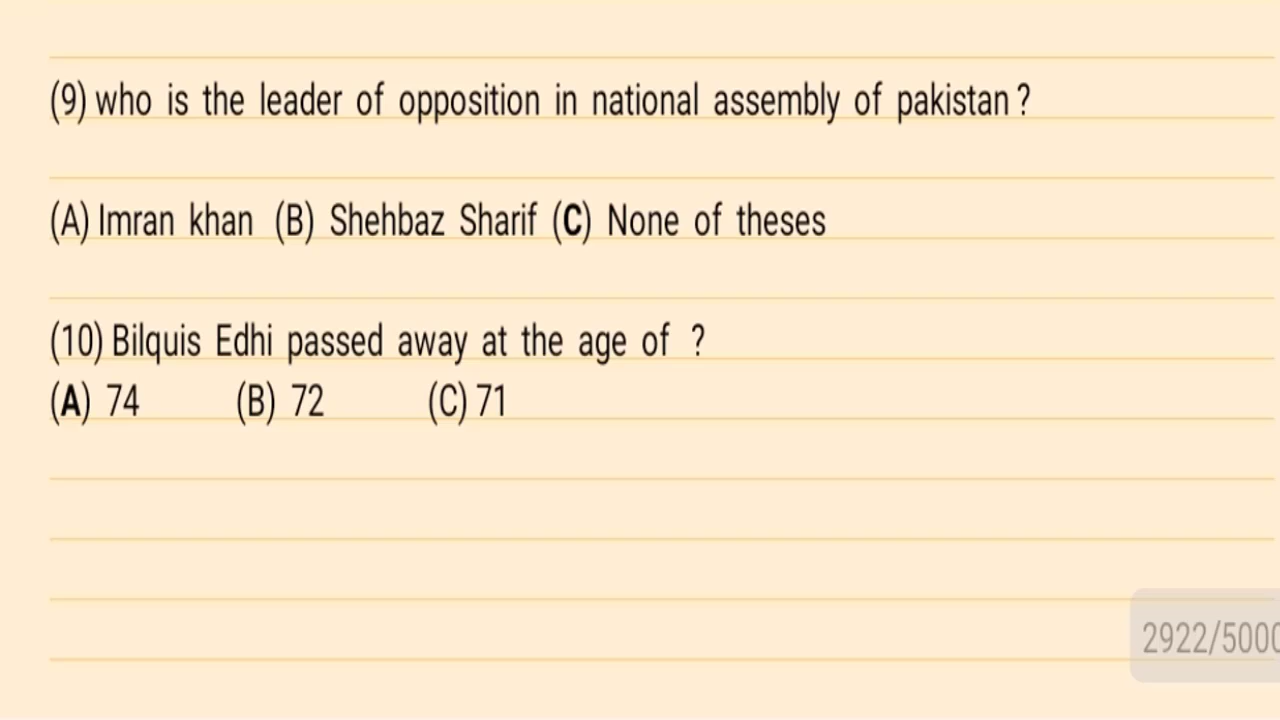 (9) who is the leader of opposition in national assembly of pakistan ?
(A) Imran khan (B) Shehbaz Sharif (C) None of theses
(10) Bilquis Edhi passed away at the age of ?
(A) 74 (B) 72 (C) 71
2922/5000